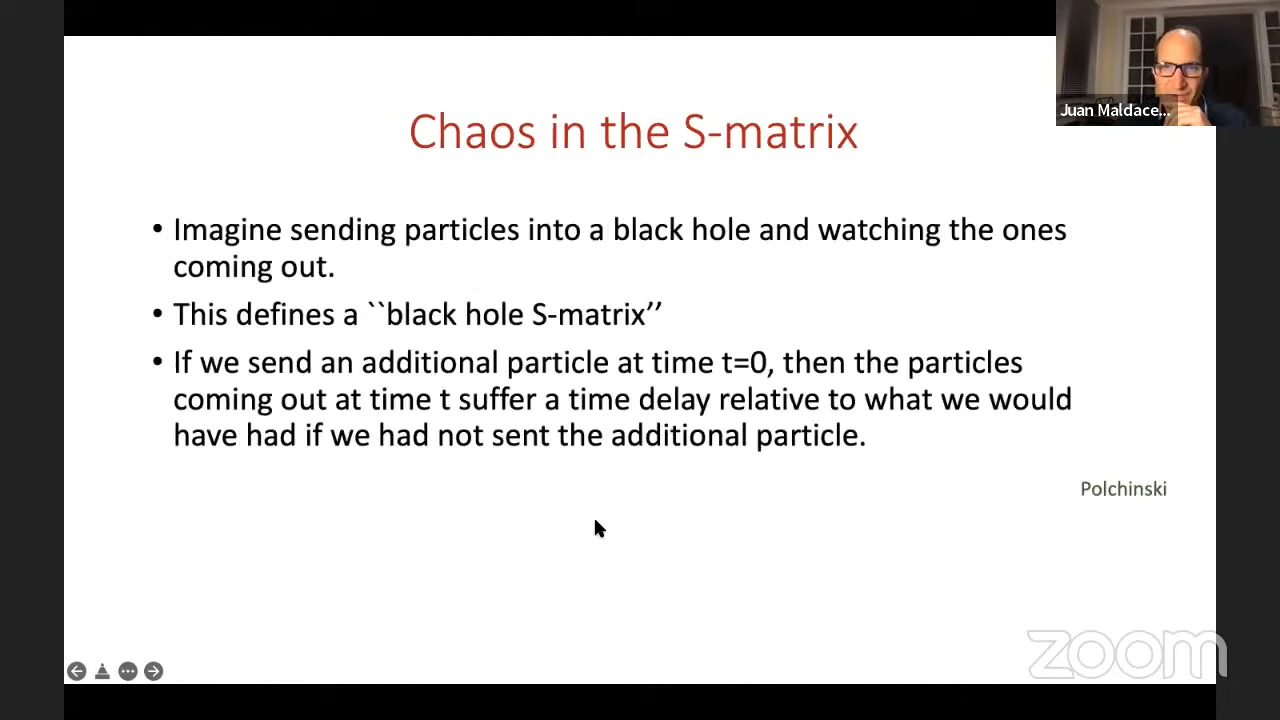 Juan Maldace...
Chaos in the S-matrix
• Imagine sending particles into a black hole and watching the ones
coming out.
• This defines a ``black hole S-matrix’’
• If we send an additional particle at time t=0, then the particles
coming out at time t suffer a time delay relative to what we would
have had if we had not sent the additional particle.
Polchinski
zoom